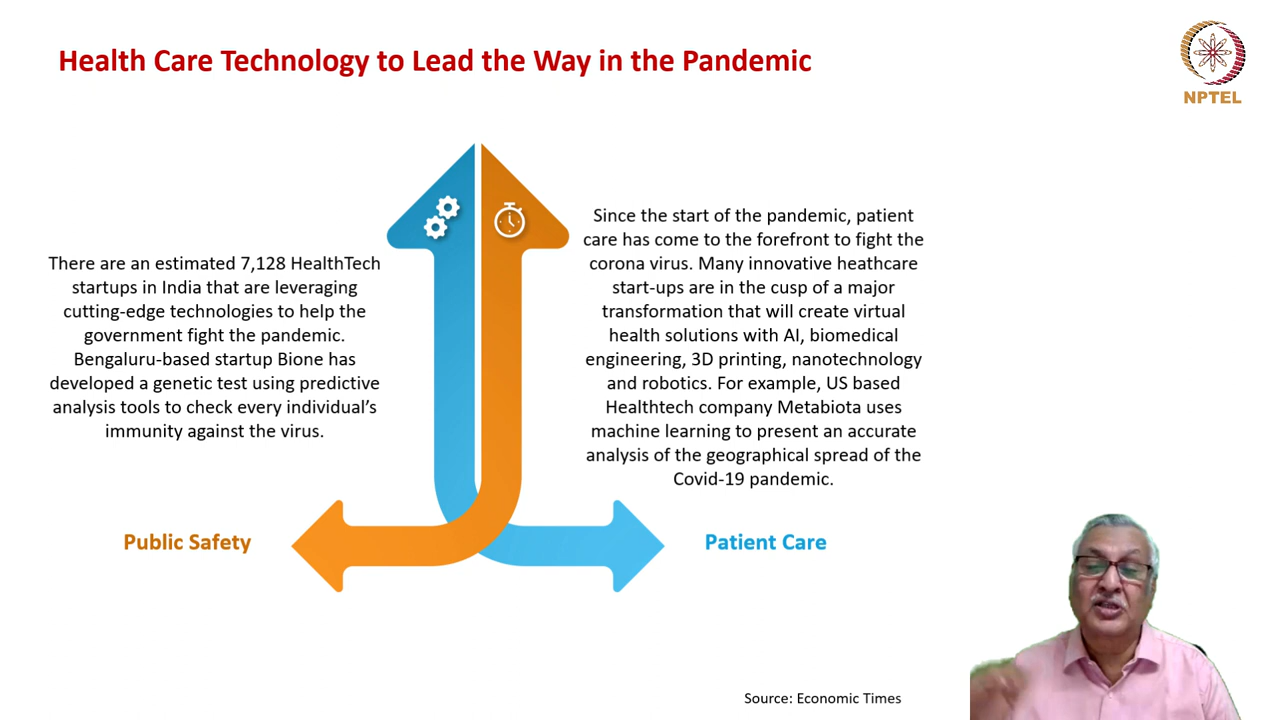 Health Care Technology to Lead the Way in the Pandemic
NPTEL
There are an estimated 7,128 HealthTech
startups in India that are leveraging
cutting-edge technologies to help the
government fight the pandemic.
Bengaluru-based startup Bione has
developed a genetic test using predictive
analysis tools to check every individual’s
immunity against the virus.
Since the start of the pandemic, patient
care has come to the forefront to fight the
corona virus. Many innovative heathcare
start-ups are in the cusp of a major
transformation that will create virtual
health solutions with AI, biomedical
engineering, 3D printing, nanotechnology
and robotics. For example, US based
Healthtech company Metabiota uses
machine learning to present an accurate
analysis of the geographical spread of the
Covid-19 pandemic.
Public Safety
Patient Care
Source: Economic Times